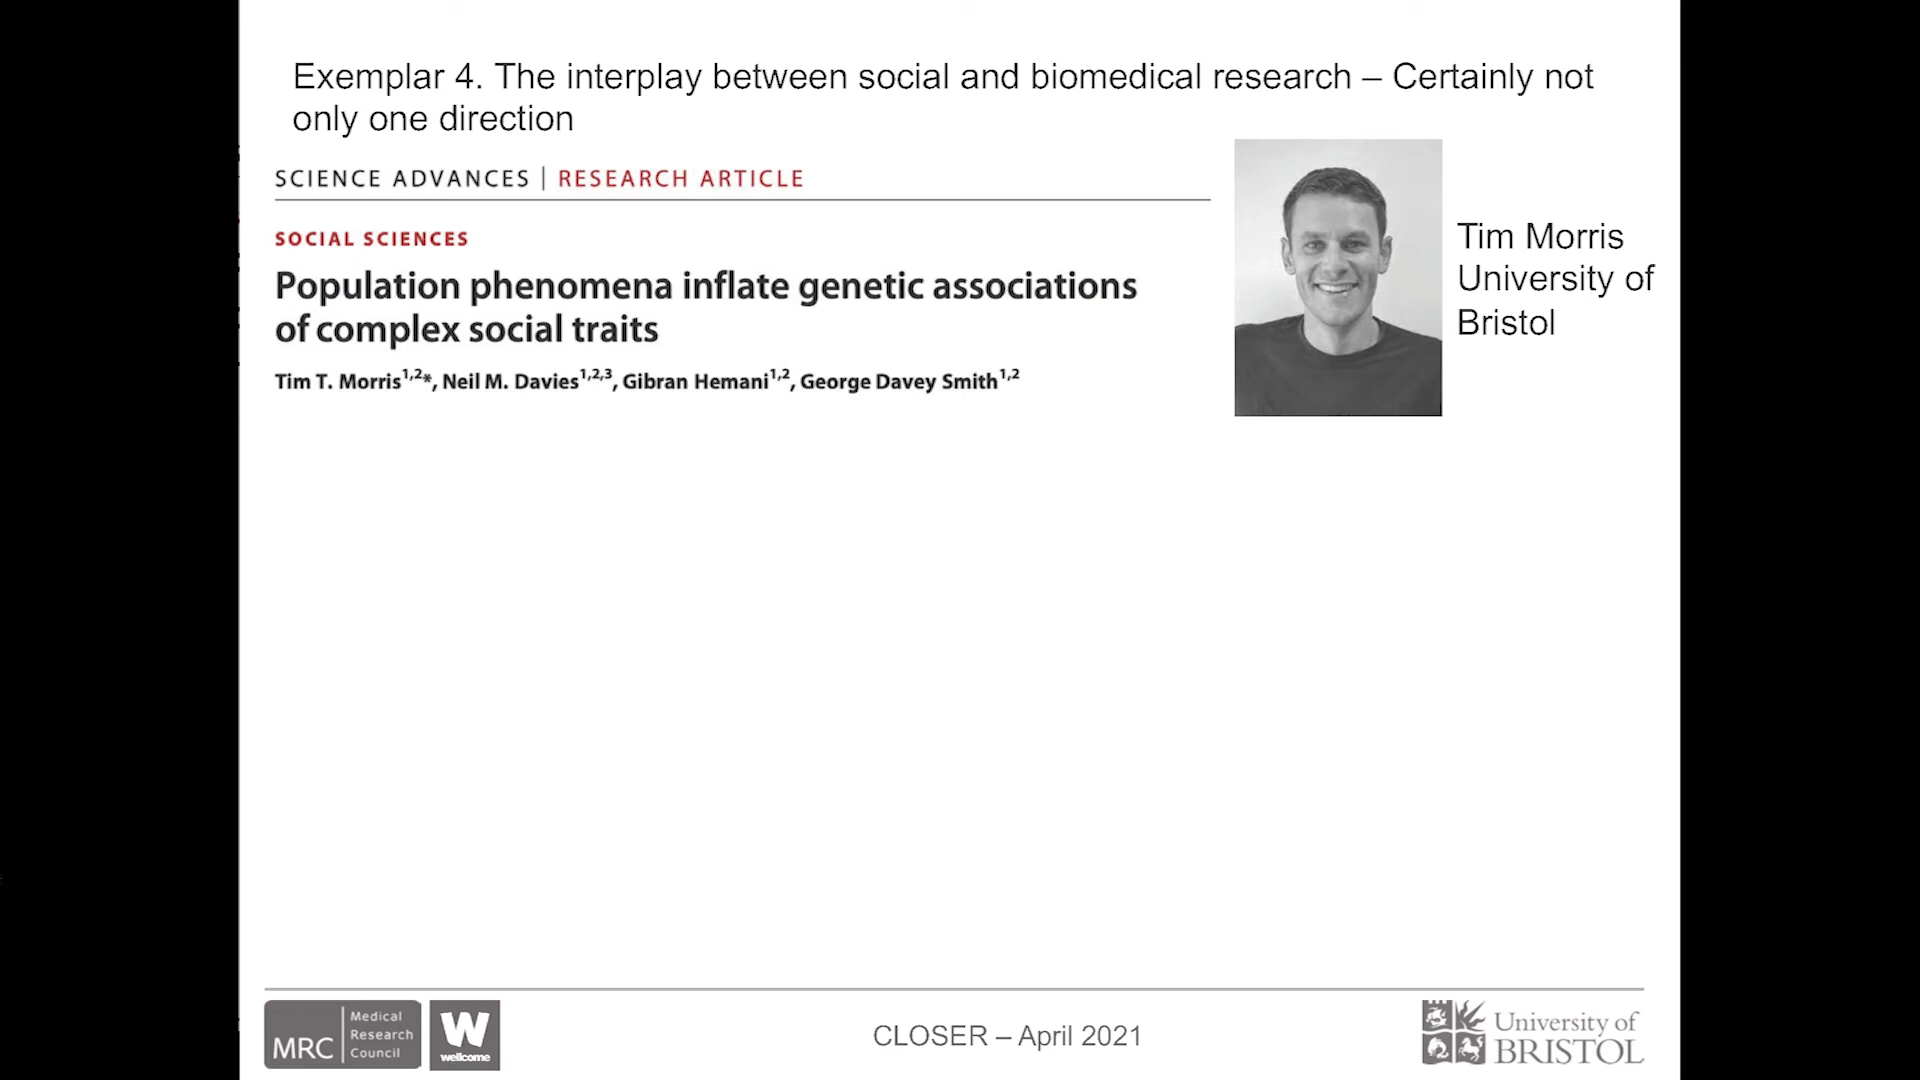 Exemplar 4. The interplay between social and biomedical research – Certainly not
only one direction
SCIENCE ADVANCES | RESEARCH ARTICLE
SOCIAL SCIENCES
Population phenomena inflate genetic associations
of complex social traits
Tim T. Morris1,2*, Neil M. Davies1,2,3, Gibran Hemani1,2, George Davey Smith1,2
Tim Morris
University of
Bristol
MRC
Medical
Research
Council
W
wellcome
CLOSER – April 2021
University of
BRISTOL